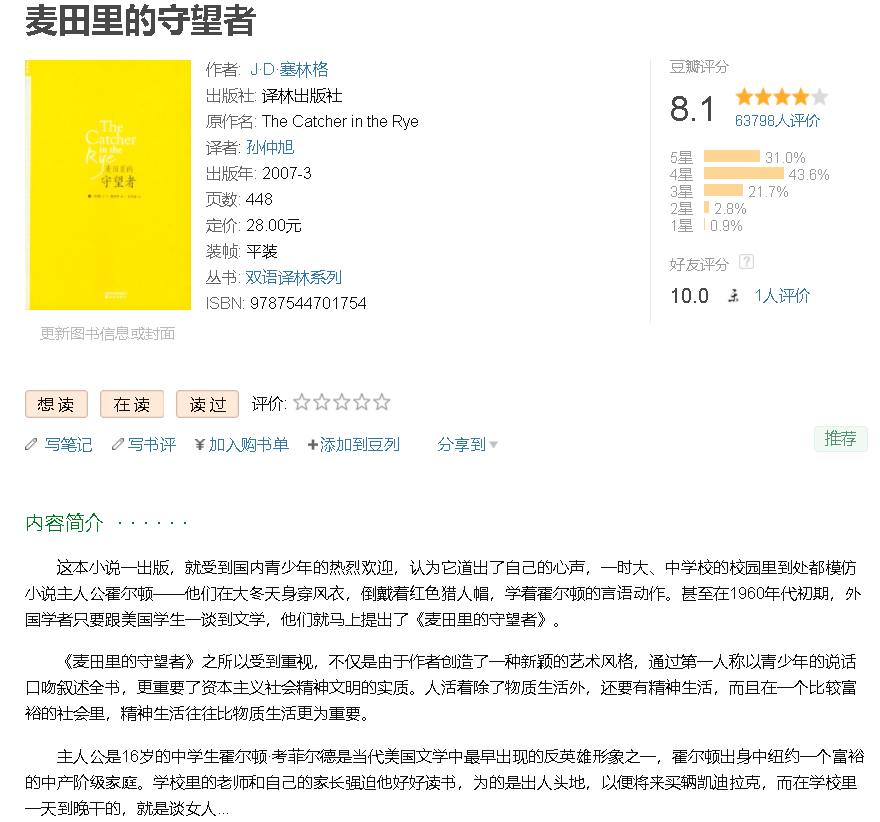 麦田里的守望者
The
Catcher
in the
Rye
麦田里的
守望者
更新图书信息或封面
作者: J·D·塞林格
出版社: 译林出版社
原作名: The Catcher in the Rye
译者: 孙仲旭
出版年: 2007-3
页数: 448
定价: 28.00元
装帧: 平装
丛书: 双语译林系列
ISBN: 9787544701754
豆瓣评分
8.1
63798人评价
5星 31.0%
4星 43.6%
3星 21.7%
2星 2.8%
1星 0.9%
好友评分 ?
10.0 1人评价
想读 在读 读过 评价:
写笔记 写书评 ¥加入购书单 +添加到豆列 分享到
推荐
内容简介 · · · · · ·
这本小说一出版，就受到国内青少年的热烈欢迎，认为它道出了自己的心声，一时大、中学校的校园里到处都模仿
小说主人公霍尔顿——他们在大冬天身穿风衣，倒戴着红色猎人帽，学着霍尔顿的言语动作。甚至在1960年代初期，外
国学者只要跟美国学生一谈到文学，他们就马上提出了《麦田里的守望者》。
《麦田里的守望者》之所以受到重视，不仅是由于作者创造了一种新颖的艺术风格，通过第一人称以青少年的说话
口吻叙述全书，更重要了资本主义社会精神文明的实质。人活着除了物质生活外，还要有精神生活，而且在一个比较富
裕的社会里，精神生活往往比物质生活更为重要。
主人公是16岁的中学生霍尔顿·考菲尔德是当代美国文学中最早出现的反英雄形象之一，霍尔顿出身中纽约一个富裕
的中产阶级家庭。学校里的老师和自己的家长强迫他好好读书，为的是出人头地，以便将来买辆凯迪拉克，而在学校里
一天到晚干的，就是谈女人...